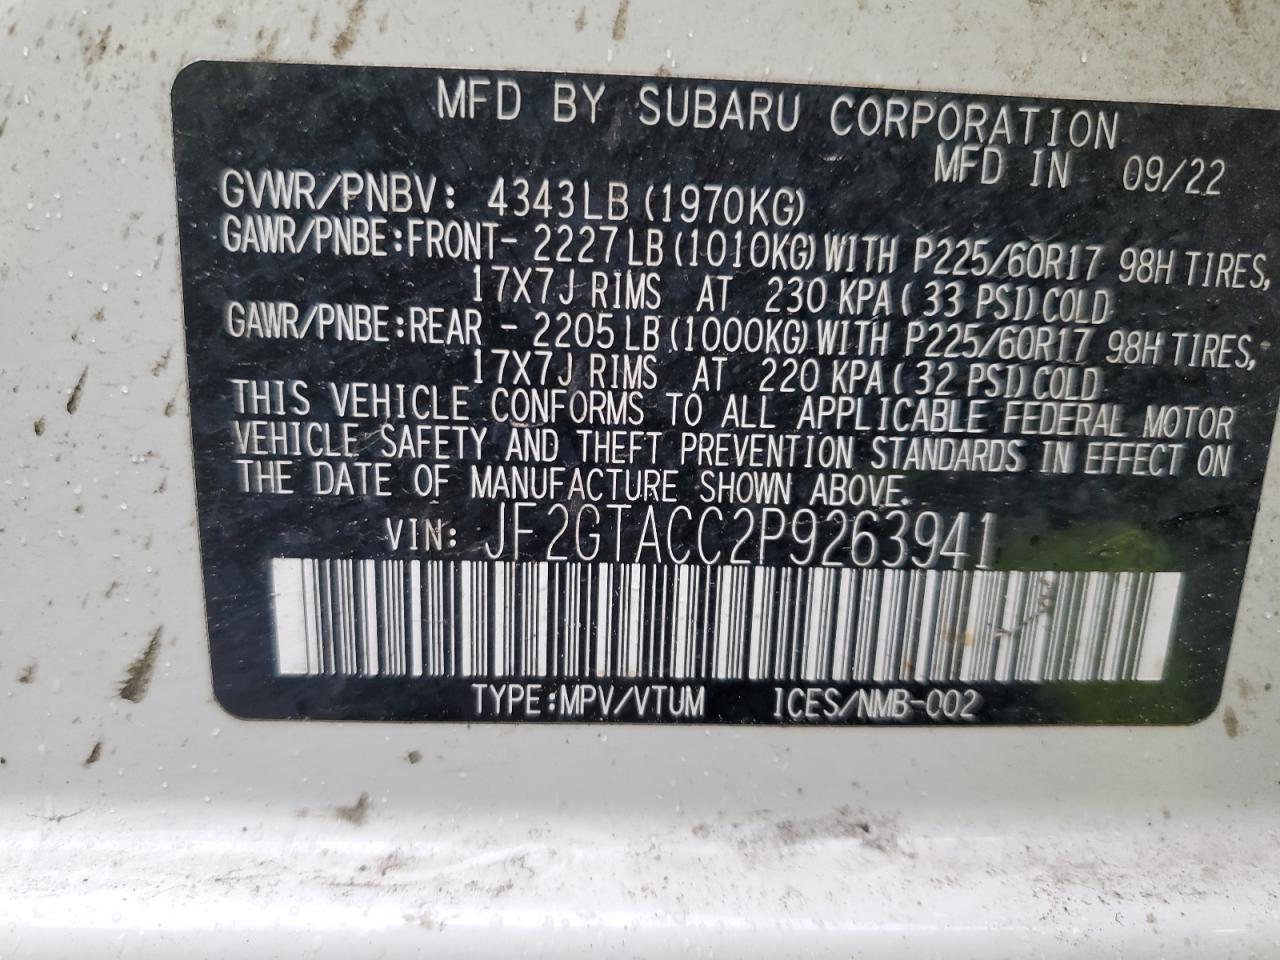 MFD BY SUBARU CORPORATION
MFD IN 09/22
GVWR/PNBV: 4343LB (1970KG)
GAWR/PNBE:FRONT- 2227LB (1010KG)WITH P225/60R17 98H TIRES,
17X7J RIMS AT 230 KPA( 33 PSI)COLD
GAWR/PNBE:REAR - 2205LB (1000KG)WITH P225/60R17 98H TIRES,
17X7J RIMS AT 220 KPA( 32 PSI)COLD
THIS VEHICLE CONFORMS TO ALL APPLICABLE FEDERAL MOTOR
VEHICLE SAFETY AND THEFT PREVENTION STANDARDS IN EFFECT ON
THE DATE OF MANUFACTURE SHOWN ABOVE.
VIN: JF2GTACC2P9263941
TYPE:MPV/VTUM ICES/NMB-002